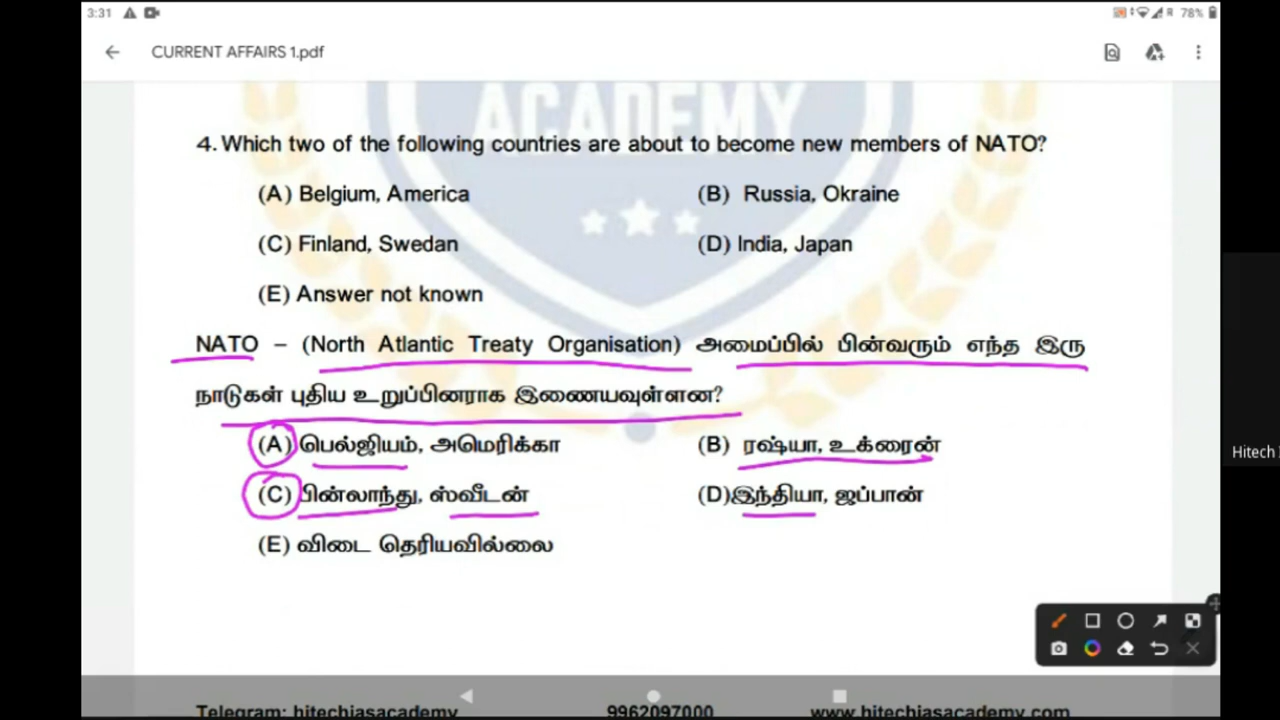 3:31
R 78%
CURRENT AFFAIRS 1.pdf
ACADEMY
4. Which two of the following countries are about to become new members of NATO?
(A) Belgium, America
(B) Russia, Okraine
(C) Finland, Swedan
(D) India, Japan
(E) Answer not known
NATO – (North Atlantic Treaty Organisation) அமைப்பில் பின்வரும் எந்த இரு
நாடுகள் புதிய உறுப்பினராக இணையவுள்ளன?
(A) பெல்ஜியம், அமெரிக்கா
(B) ரஷ்யா, உக்ரைன்
(C) பின்லாந்து, ஸ்வீடன்
(D)இந்தியா, ஜப்பான்
(E) விடை தெரியவில்லை
Hitech
Telegram: hitechiasacademy
9962097000
www.hitechiasacademy.com